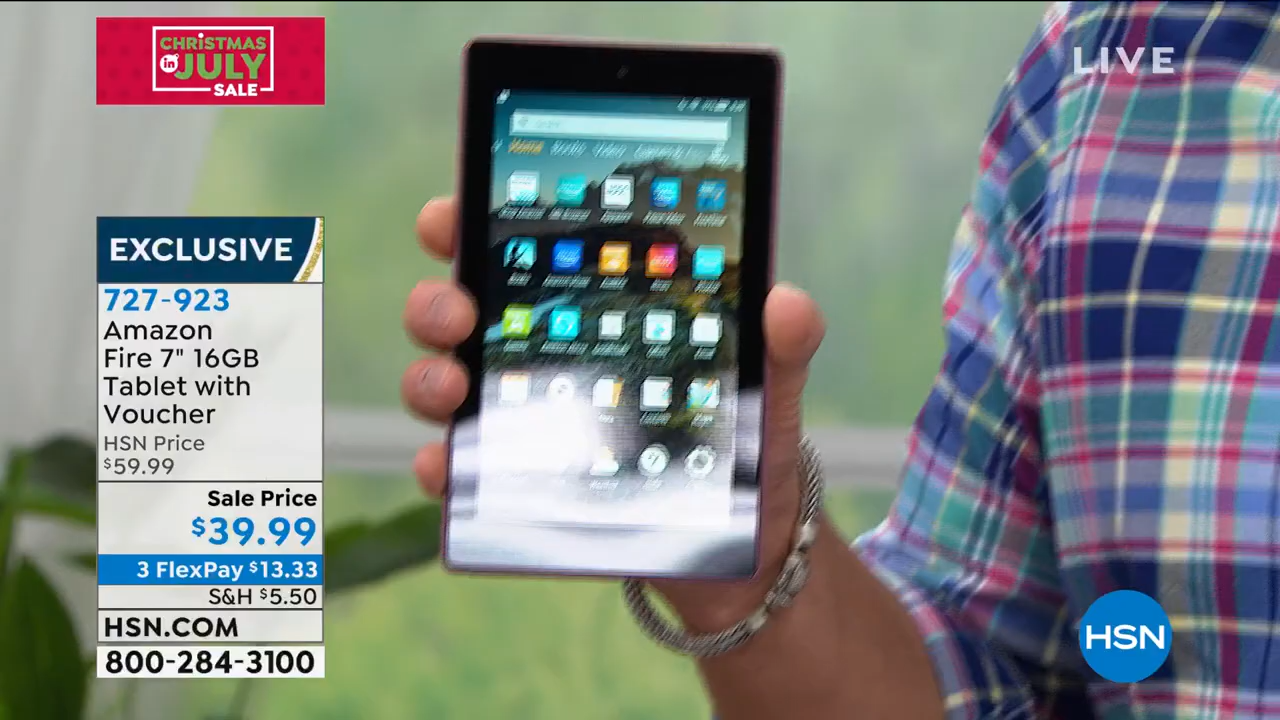 CHRISTMAS
in JULY
SALE
LIVE
EXCLUSIVE
727-923
Amazon
Fire 7" 16GB
Tablet with
Voucher
HSN Price
$59.99
Sale Price
$39.99
3 FlexPay $13.33
S&H $5.50
HSN.COM
800-284-3100
HSN